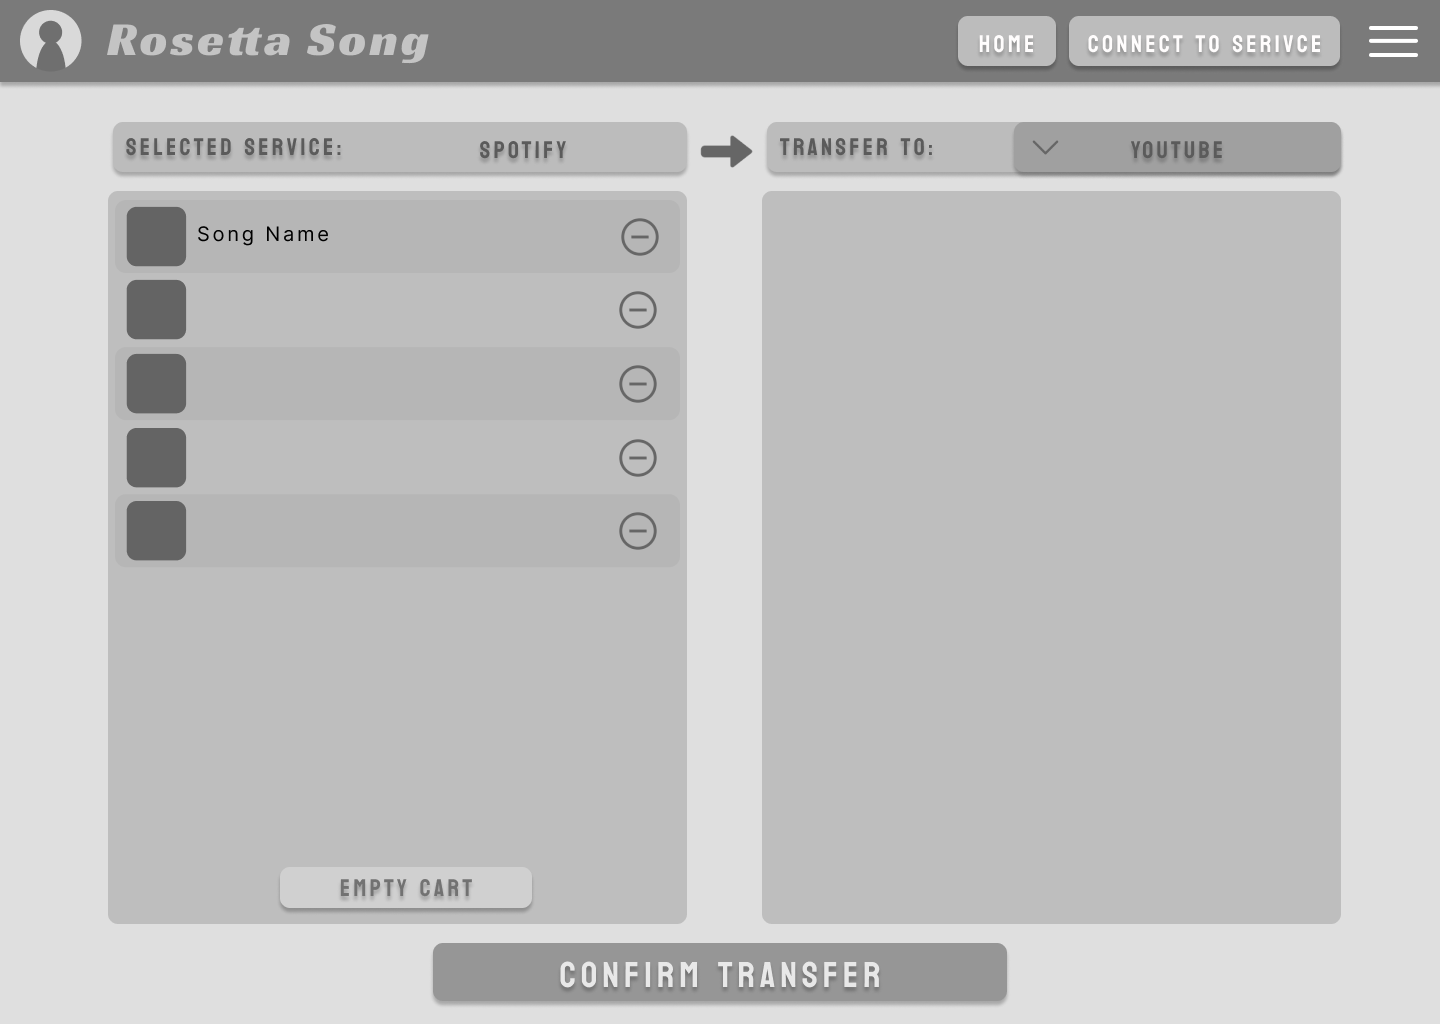 Rosetta Song
HOME
CONNECT TO SERIVCE
SELECTED SERVICE:
SPOTIFY
TRANSFER TO:
YOUTUBE
Song Name
EMPTY CART
CONFIRM TRANSFER